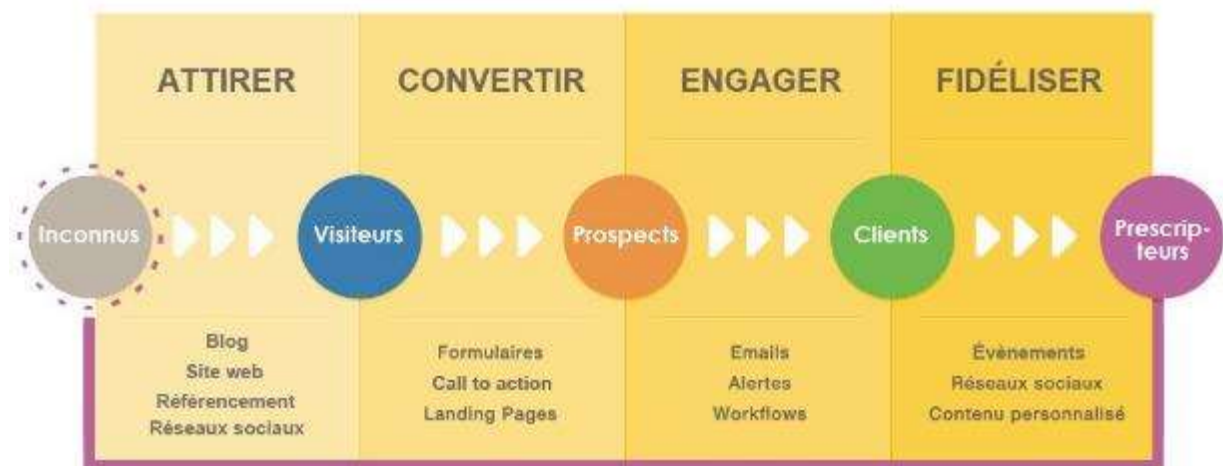 ATTIRER
CONVERTIR
ENGAGER
FIDÉLISER
Inconnus
Visiteurs
Prospects
Clients
Prescrip-
teurs
Blog
Site web
Référencement
Réseaux sociaux
Formulaires
Call to action
Landing Pages
Emails
Alertes
Workflows
Évènements
Réseaux sociaux
Contenu personnalisé